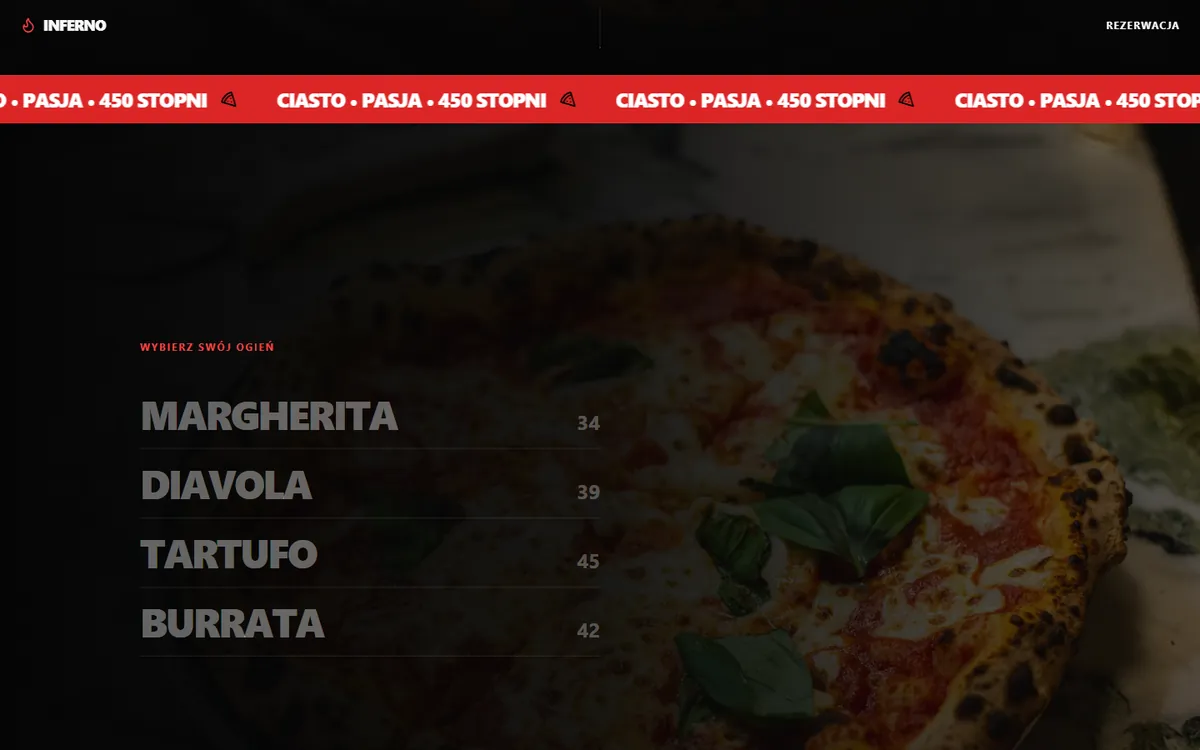 INFERNO
REZERWACJA
O • PASJA • 450 STOPNI CIASTO • PASJA • 450 STOPNI CIASTO • PASJA • 450 STOPNI CIASTO • PASJA • 450 STOP
WYBIERZ SWÓJ OGIEŃ
MARGHERITA 34
DIAVOLA 39
TARTUFO 45
BURRATA 42